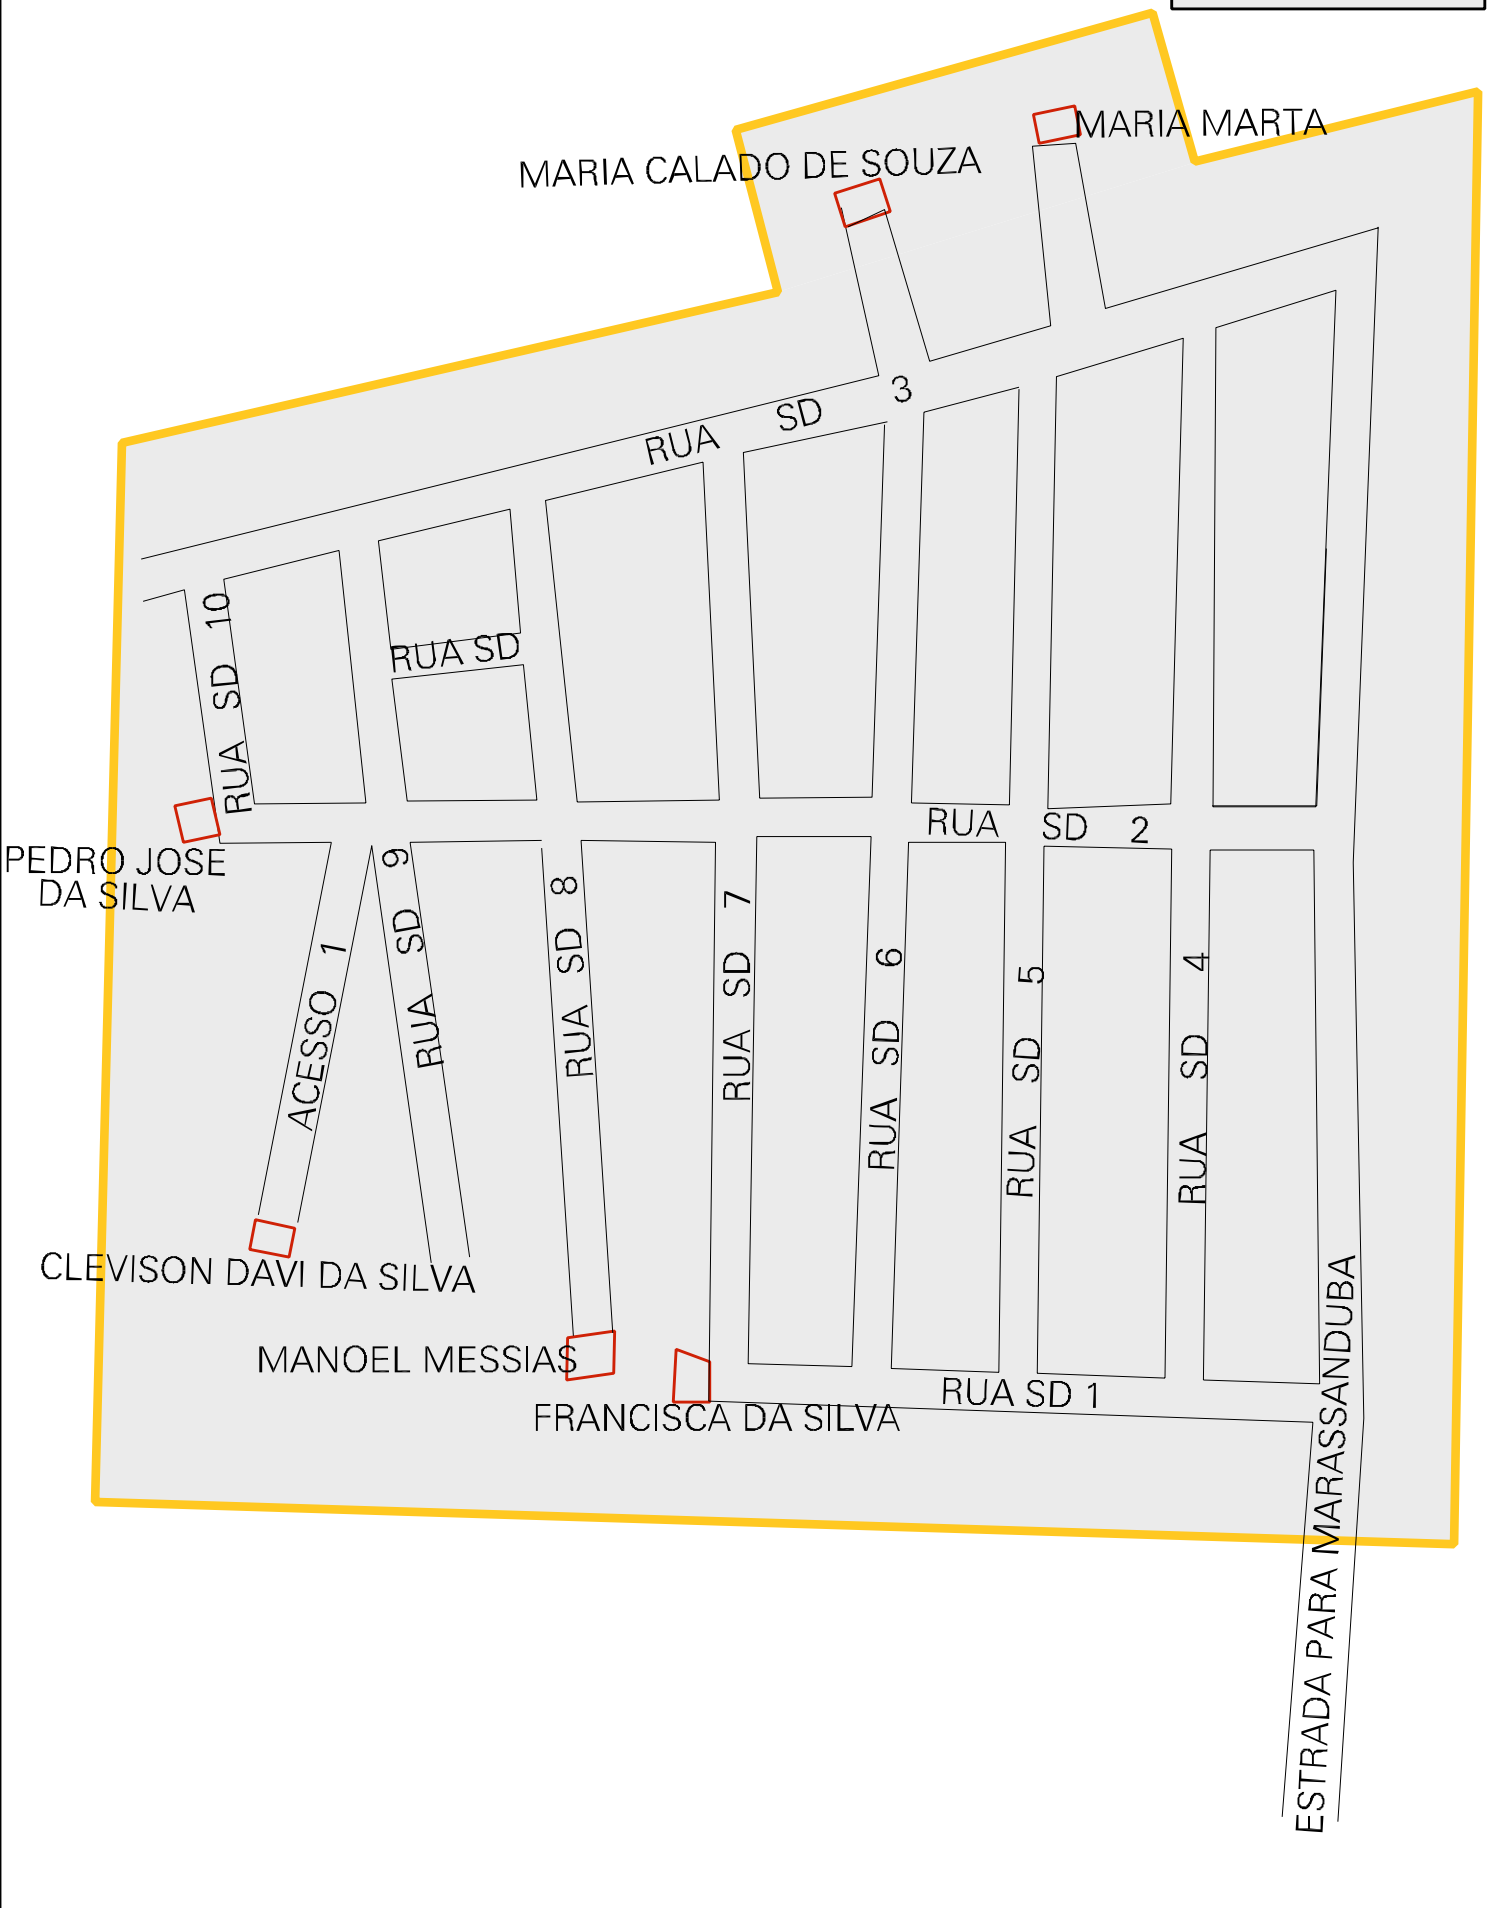 MARIA MARTA
MARIA CALADO DE SOUZA
RUA SD 3
RUA SD 10
RUA SD
RUA SD 2
PEDRO JOSE
DA SILVA
ACESSO 1
RUA SD 9
RUA SD 8
RUA SD 7
RUA SD 6
RUA SD 5
RUA SD 4
CLEVISON DAVI DA SILVA
MANOEL MESSIAS
FRANCISCA DA SILVA
RUA SD 1
ESTRADA PARA MARASSANDUBA